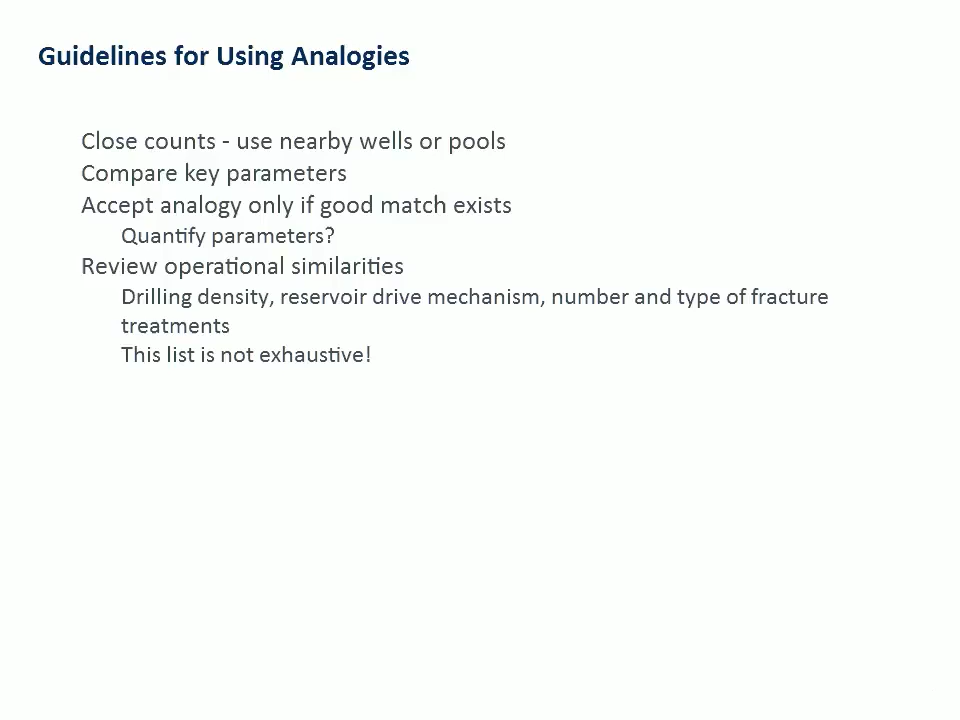 Guidelines for Using Analogies
Close counts - use nearby wells or pools
Compare key parameters
Accept analogy only if good match exists
Quantify parameters?
Review operational similarities
Drilling density, reservoir drive mechanism, number and type of fracture
treatments
This list is not exhaustive!